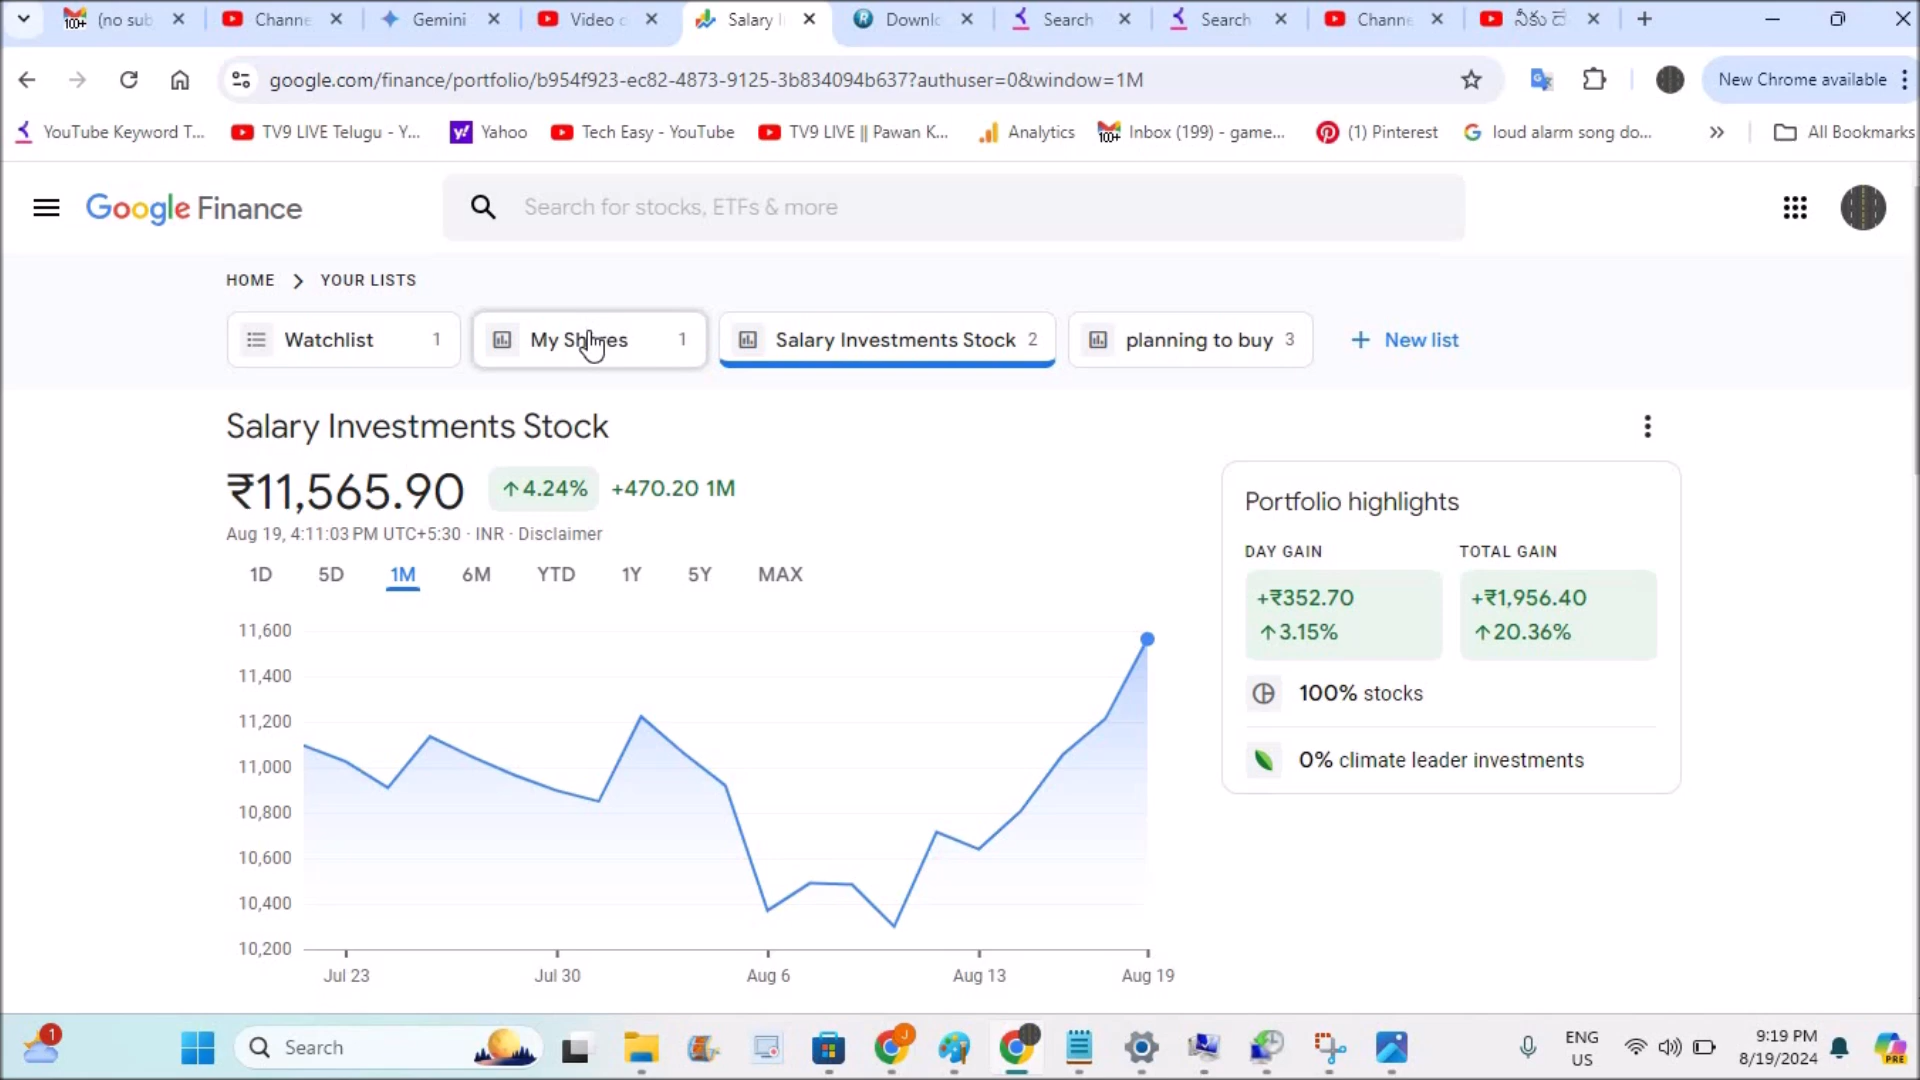 100+ (no sub
Channe
Gemini
Video c
Salary I
Downlo
Search
Search
Channe
నీకు దె
google.com/finance/portfolio/b954f923-ec82-4873-9125-3b834094b637?authuser=0&window=1M
New Chrome available
YouTube Keyword T...
TV9 LIVE Telugu - Y...
Yahoo
Tech Easy - YouTube
TV9 LIVE || Pawan K...
Analytics
100+ Inbox (199) - game...
(1) Pinterest
loud alarm song do...
All Bookmarks
Google Finance
Search for stocks, ETFs & more
HOME
YOUR LISTS
Watchlist 1
My Shares 1
Salary Investments Stock 2
planning to buy 3
+ New list
Salary Investments Stock
₹11,565.90 ↑4.24% +470.20 1M
Aug 19, 4:11:03 PM UTC+5:30 · INR · Disclaimer
1D 5D 1M 6M YTD 1Y 5Y MAX
11,600
11,400
11,200
11,000
10,800
10,600
10,400
10,200
Jul 23 Jul 30 Aug 6 Aug 13 Aug 19
Portfolio highlights
DAY GAIN
+₹352.70
↑3.15%
TOTAL GAIN
+₹1,956.40
↑20.36%
100% stocks
0% climate leader investments
1
Search
J
ENG
US
9:19 PM
8/19/2024
PRE